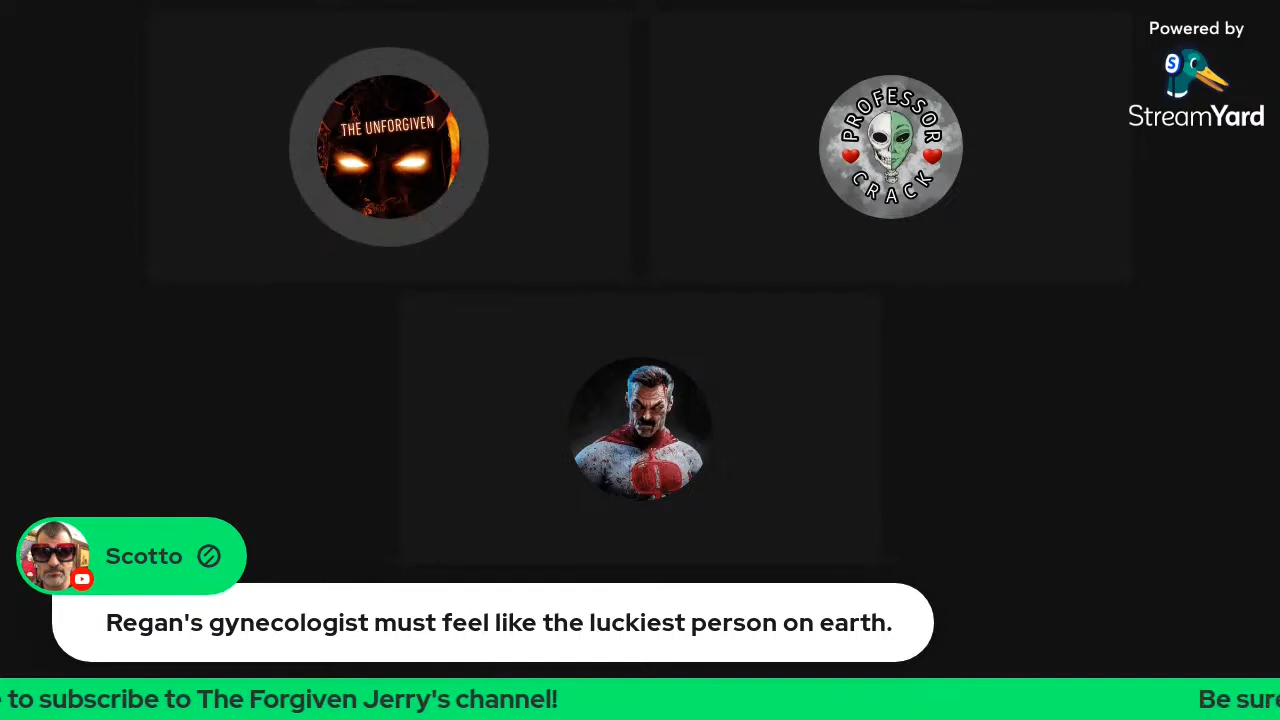 Powered by
StreamYard
THE UNFORGIVEN
PROFESSOR
CRACK
Scotto
Regan's gynecologist must feel like the luckiest person on earth.
to subscribe to The Forgiven Jerry's channel!
Be sure